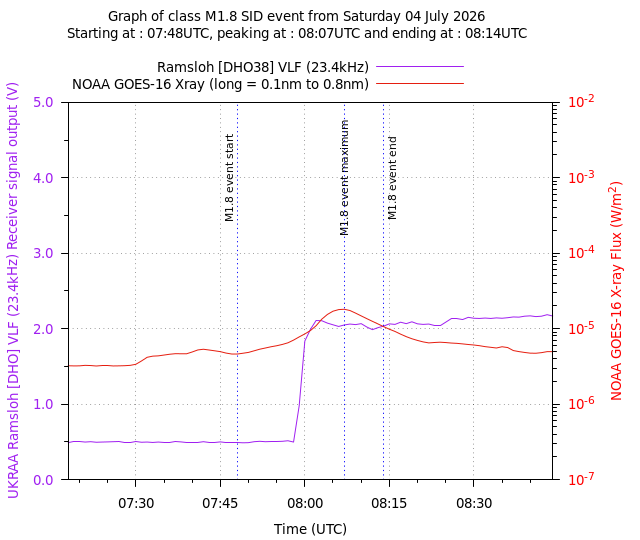 Graph of class M1.8 SID event from Saturday 04 July 2026
Starting at : 07:48UTC, peaking at : 08:07UTC and ending at : 08:14UTC
Ramsloh [DHO38] VLF (23.4kHz)
NOAA GOES-16 Xray (long = 0.1nm to 0.8nm)
UKRAA Ramsloh [DHO] VLF (23.4kHz) Receiver signal output (V)
5.0
4.0
3.0
2.0
1.0
0.0
M1.8 event start
M1.8 event maximum
M1.8 event end
10-2
10-3
10-4
10-5
10-6
10-7
NOAA GOES-16 X-ray Flux (W/m2)
07:30 07:45 08:00 08:15 08:30
Time (UTC)